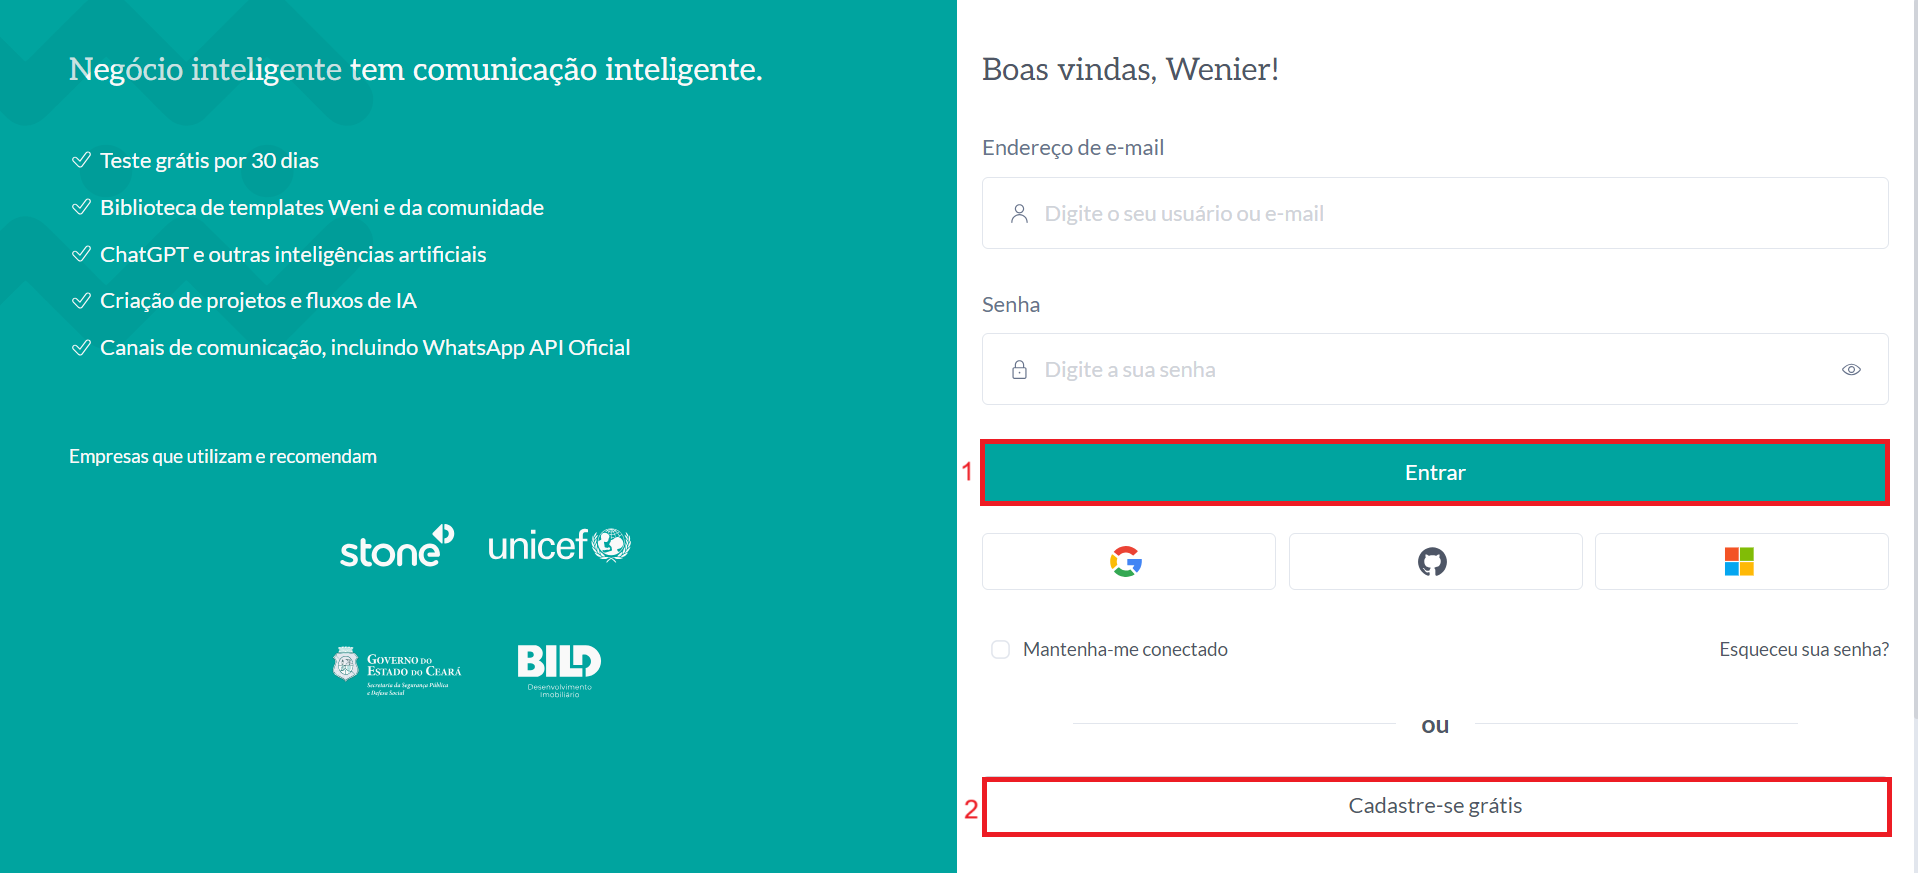 Negócio inteligente tem comunicação inteligente.
Teste grátis por 30 dias
Biblioteca de templates Weni e da comunidade
ChatGPT e outras inteligências artificiais
Criação de projetos e fluxos de IA
Canais de comunicação, incluindo WhatsApp API Oficial
Empresas que utilizam e recomendam
stone
unicef
GOVERNO DO
ESTADO DO CEARÁ
Secretaria da Segurança Pública
e Defesa Social
BILD
Desenvolvimento
Imobiliário
Boas vindas, Wenier!
Endereço de e-mail
Digite o seu usuário ou e-mail
Senha
Digite a sua senha
1
Entrar
Mantenha-me conectado
Esqueceu sua senha?
ou
2
Cadastre-se grátis